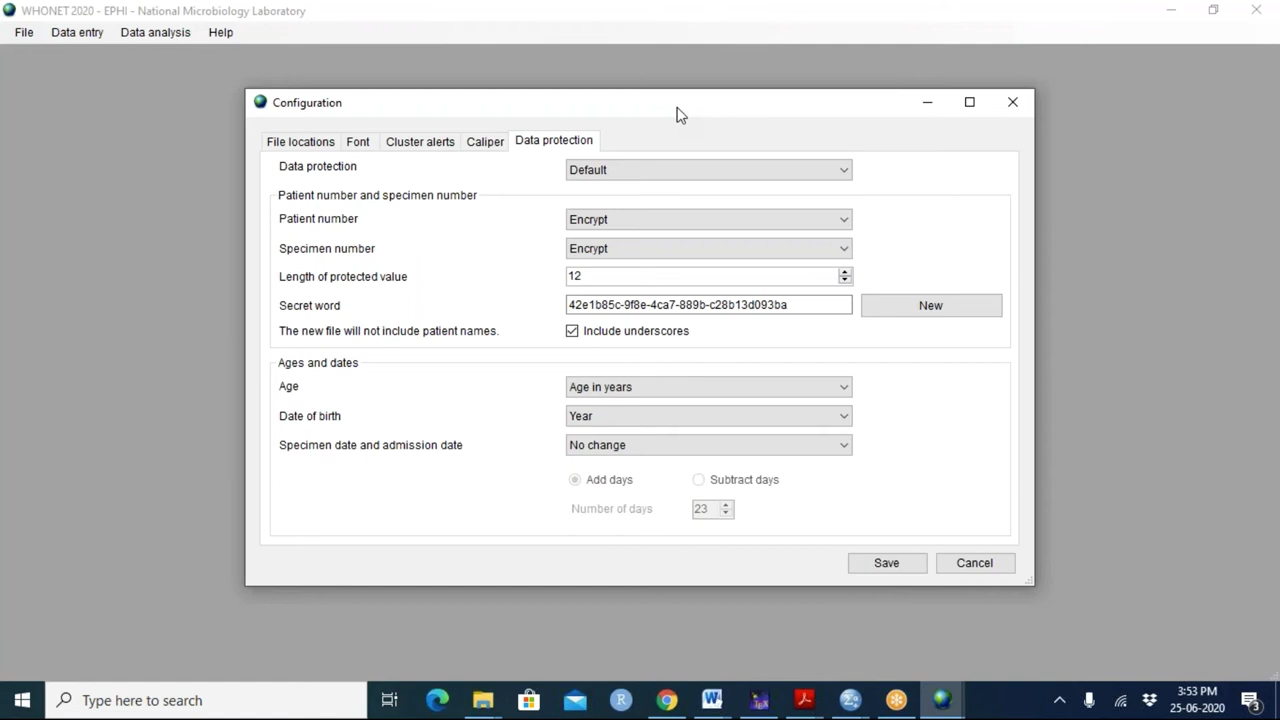 WHONET 2020 - EPHI - National Microbiology Laboratory
File Data entry Data analysis Help
Configuration
File locations Font Cluster alerts Caliper Data protection
Data protection Default
Patient number and specimen number
Patient number Encrypt
Specimen number Encrypt
Length of protected value 12
Secret word 42e1b85c-9f8e-4ca7-889b-c28b13d093ba New
The new file will not include patient names. Include underscores
Ages and dates
Age Age in years
Date of birth Year
Specimen date and admission date No change
Add days Subtract days
Number of days 23
Save Cancel
Type here to search
3:53 PM
25-06-2020
3